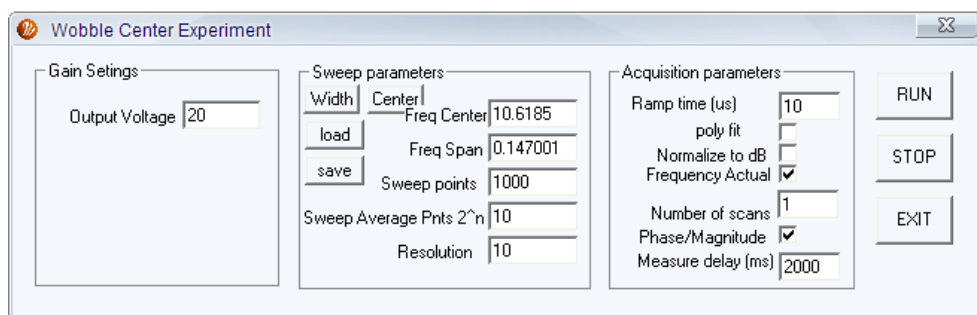 Wobble Center Experiment
Gain Setings
Output Voltage 20
Sweep parameters
Width Center
load
save
Freq Center 10.6185
Freq Span 0.147001
Sweep points 1000
Sweep Average Pnts 2^n 10
Resolution 10
Acquisition parameters
Ramp time (us) 10
poly fit
Normalize to dB
Frequency Actual
Number of scans 1
Phase/Magnitude
Measure delay (ms) 2000
RUN
STOP
EXIT